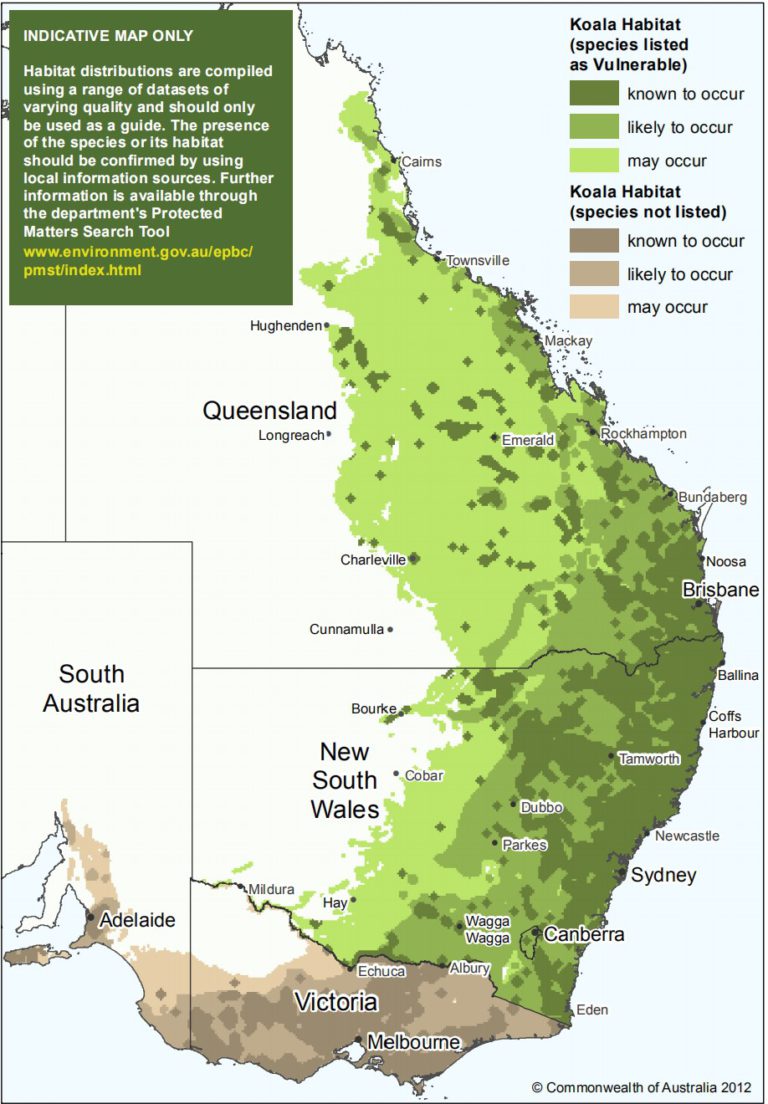 INDICATIVE MAP ONLY
Habitat distributions are compiled
using a range of datasets of
varying quality and should only
be used as a guide. The presence
of the species or its habitat
should be confirmed by using
local information sources. Further
information is available through
the department's Protected
Matters Search Tool
www.environment.gov.au/epbc/
pmst/index.html
Koala Habitat
(species listed
as Vulnerable)
known to occur
likely to occur
may occur
Koala Habitat
(species not listed)
known to occur
likely to occur
may occur
Cairns
Townsville
Hughenden
Mackay
Queensland
Longreach
Emerald
Rockhampton
Bundaberg
Charleville
Noosa
Brisbane
Cunnamulla
South
Australia
Ballina
Bourke
Coffs
Harbour
New
South
Wales
Cobar
Tamworth
Dubbo
Parkes
Newcastle
Sydney
Mildura
Hay
Adelaide
Wagga
Wagga
Canberra
Echuca
Albury
Victoria
Eden
Melbourne
© Commonwealth of Australia 2012